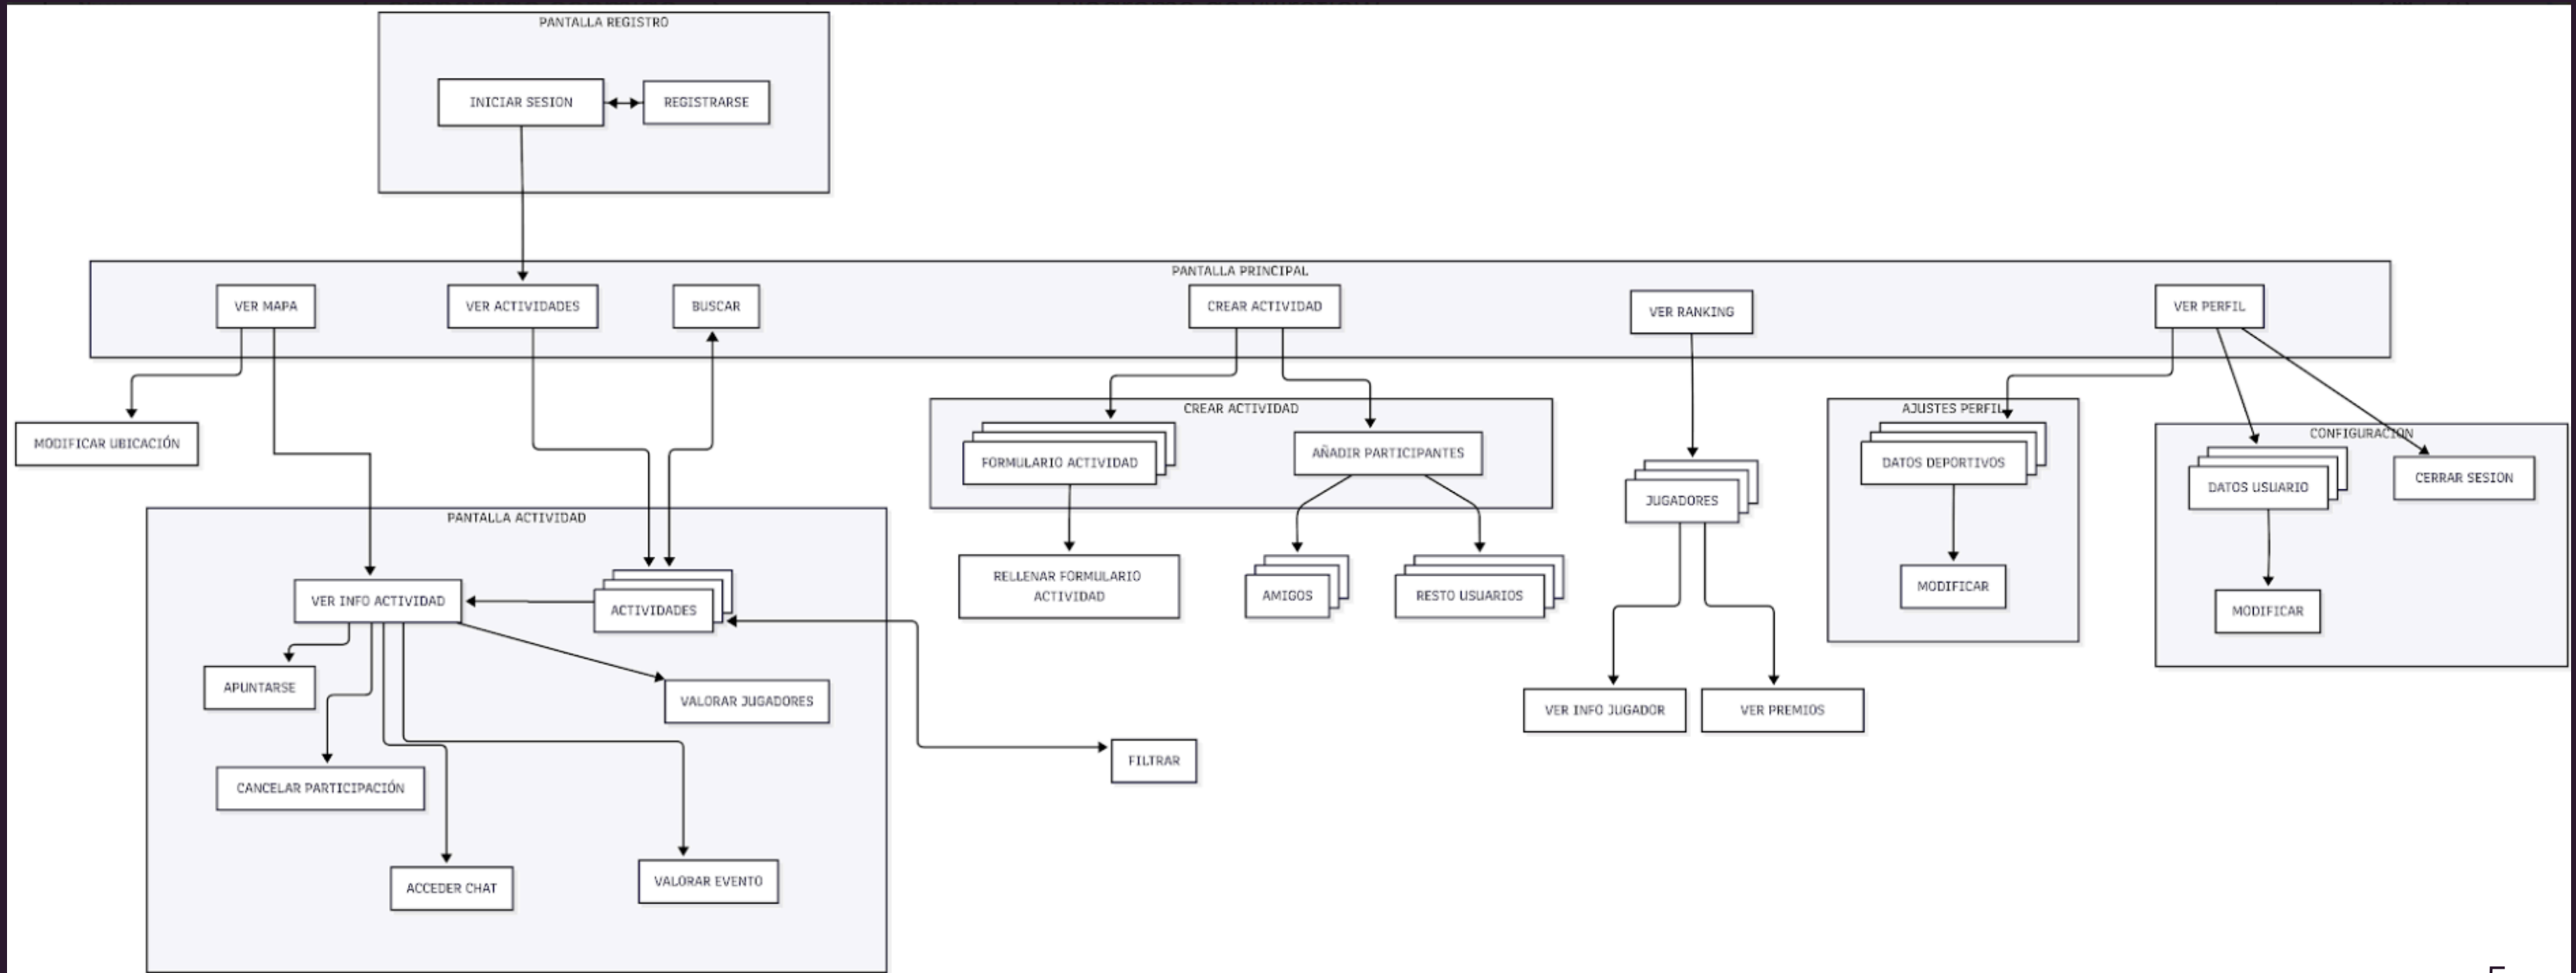 PANTALLA REGISTRO
INICIAR SESION
REGISTRARSE
PANTALLA PRINCIPAL
VER MAPA
VER ACTIVIDADES
BUSCAR
CREAR ACTIVIDAD
VER RANKING
VER PERFIL
MODIFICAR UBICACIÓN
CREAR ACTIVIDAD
FORMULARIO ACTIVIDAD
AÑADIR PARTICIPANTES
RELLENAR FORMULARIO
ACTIVIDAD
AMIGOS
RESTO USUARIOS
JUGADORES
VER INFO JUGADOR
VER PREMIOS
AJUSTES PERFIL
DATOS DEPORTIVOS
MODIFICAR
CONFIGURACION
DATOS USUARIO
CERRAR SESION
MODIFICAR
PANTALLA ACTIVIDAD
VER INFO ACTIVIDAD
ACTIVIDADES
APUNTARSE
VALORAR JUGADORES
CANCELAR PARTICIPACIÓN
ACCEDER CHAT
VALORAR EVENTO
FILTRAR